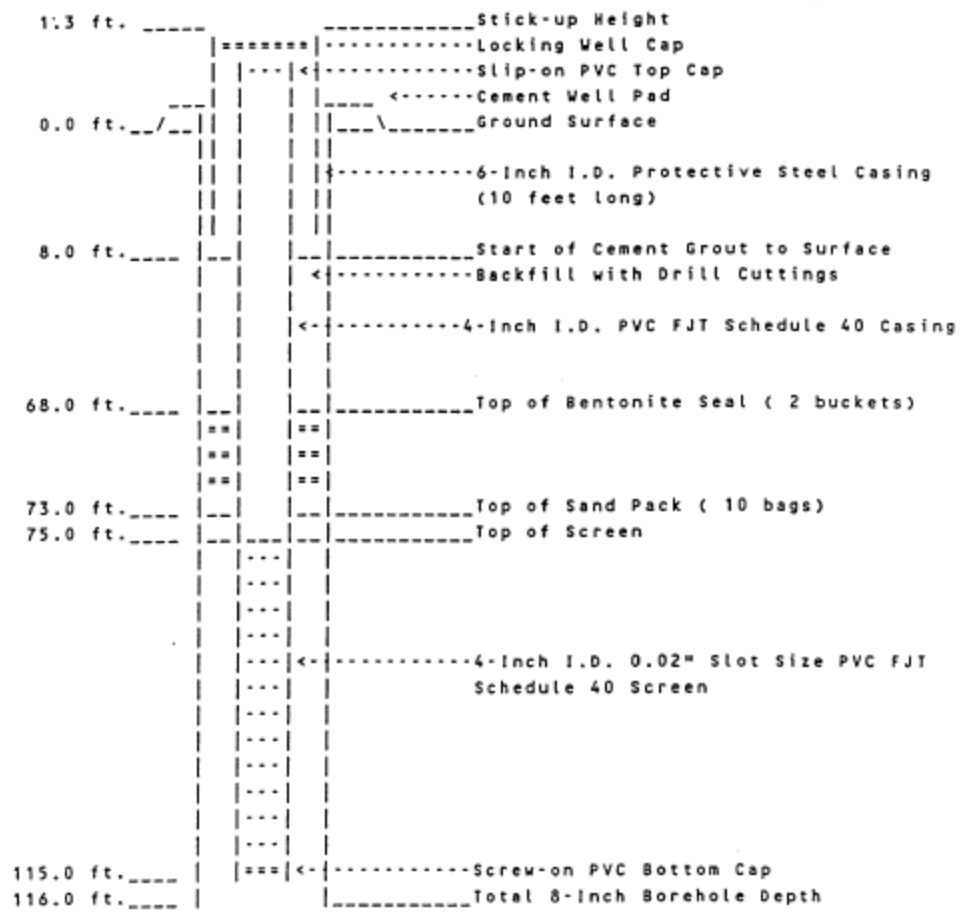 1.3 ft. Stick-up Height
Locking Well Cap
Slip-on PVC Top Cap
Cement Well Pad
0.0 ft. Ground Surface
6-Inch I.D. Protective Steel Casing
(10 feet long)
8.0 ft. Start of Cement Grout to Surface
Backfill with Drill Cuttings
4-Inch I.D. PVC FJT Schedule 40 Casing
68.0 ft. Top of Bentonite Seal ( 2 buckets)
73.0 ft. Top of Sand Pack ( 10 bags)
75.0 ft. Top of Screen
4-Inch I.D. 0.02" Slot Size PVC FJT
Schedule 40 Screen
115.0 ft. Screw-on PVC Bottom Cap
116.0 ft. Total 8-Inch Borehole Depth